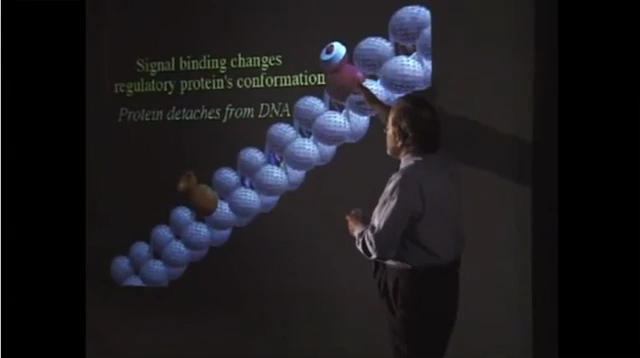 Signal binding changes
regulatory protein's conformation
Protein detaches from DNA